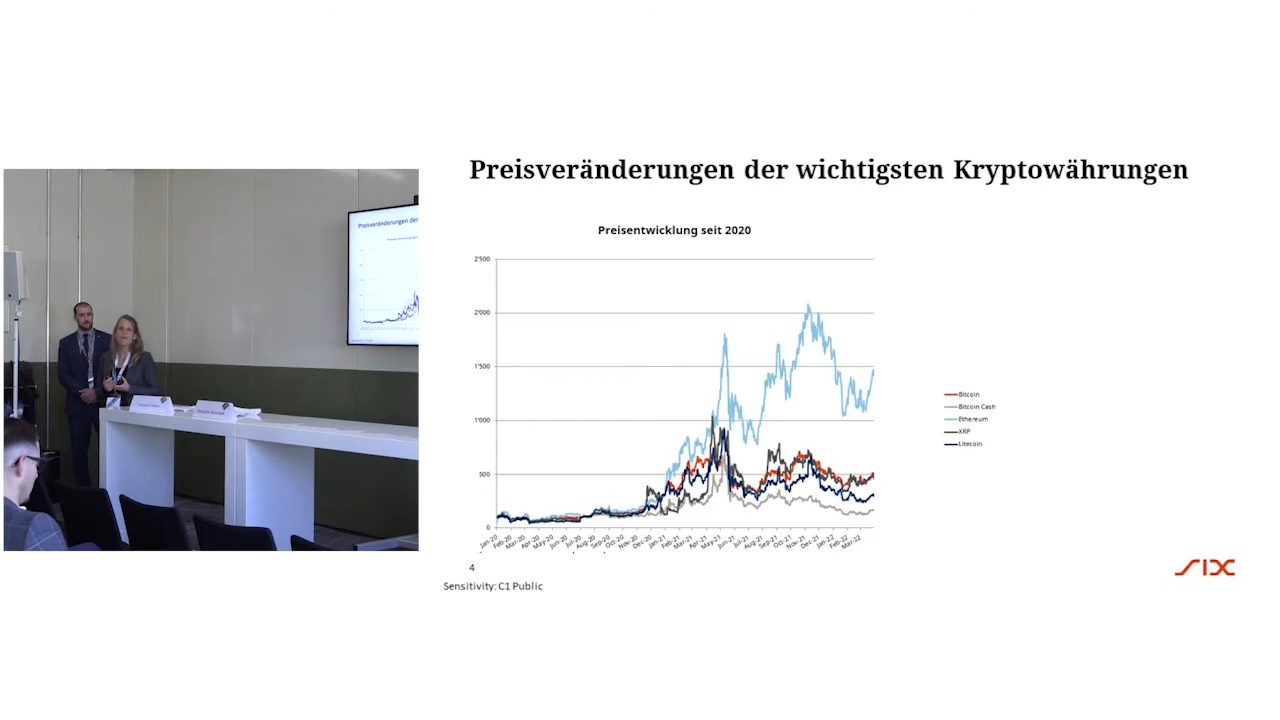 Preisveränderungen der wichtigsten Kryptowährungen
Preisveränderungen der
Preisentwicklung seit 2020
2'500
2'000
1'500
1'000
500
0
Jan-20 Feb-20 Mar-20 Apr-20 May-20 Jun-20 Jul-20 Aug-20 Sep-20 Oct-20 Nov-20 Dec-20 Jan-21 Feb-21 Mar-21 Apr-21 May-21 Jun-21 Jul-21 Aug-21 Sep-21 Oct-21 Nov-21 Dec-21 Jan-22 Feb-22 Mar-22
Bitcoin
Bitcoin Cash
Ethereum
XRP
Litecoin
4
Sensitivity: C1 Public
SIX